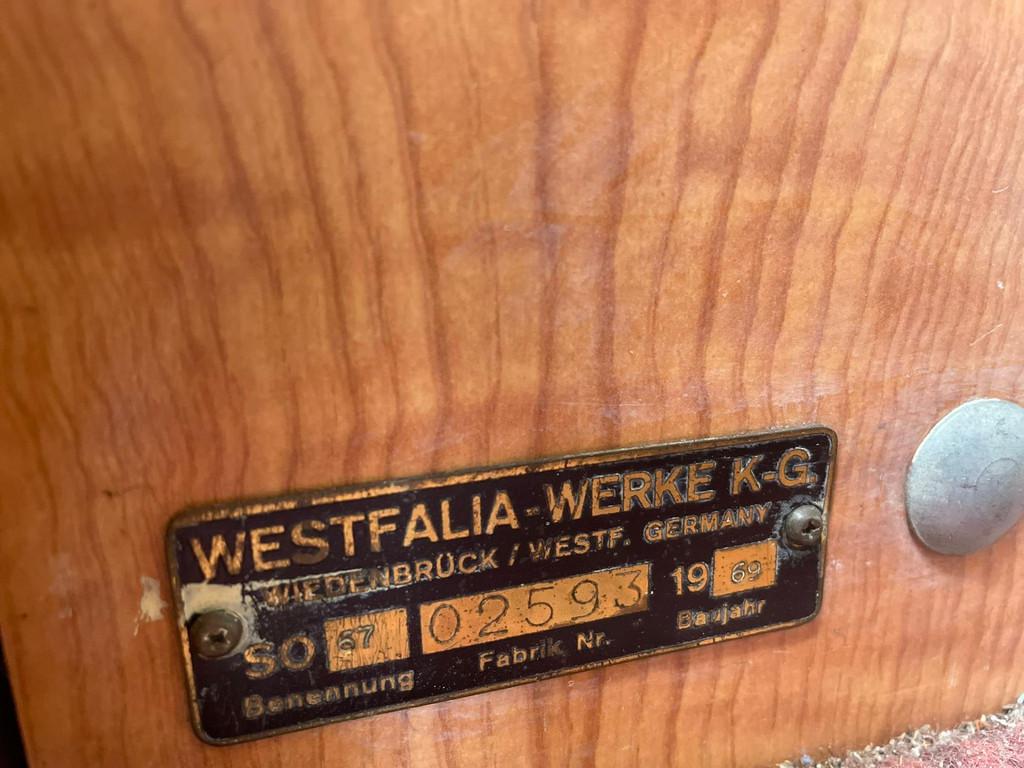 WESTFALIA-WERKE K-G.
WIEDENBRÜCK / WESTF. GERMANY
SO 67 02593 19 69
Benennung Fabrik Nr. Baujahr